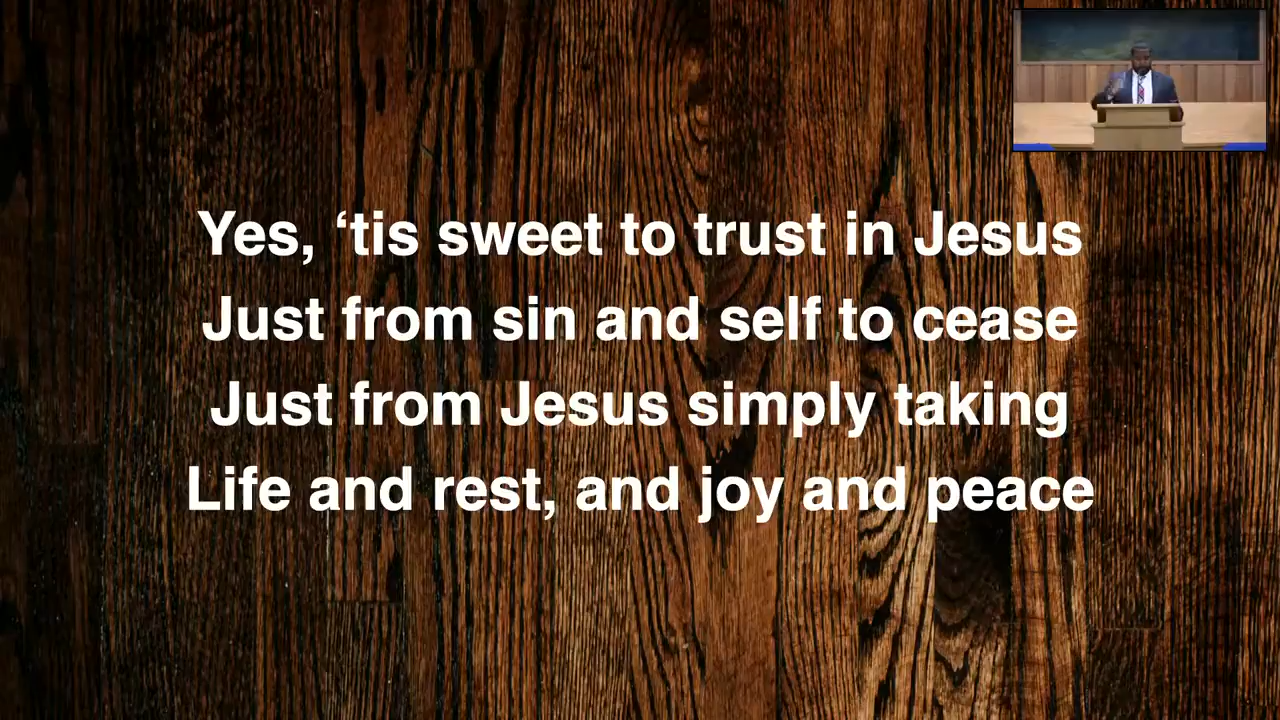 Yes, ‘tis sweet to trust in Jesus
Just from sin and self to cease
Just from Jesus simply taking
Life and rest, and joy and peace